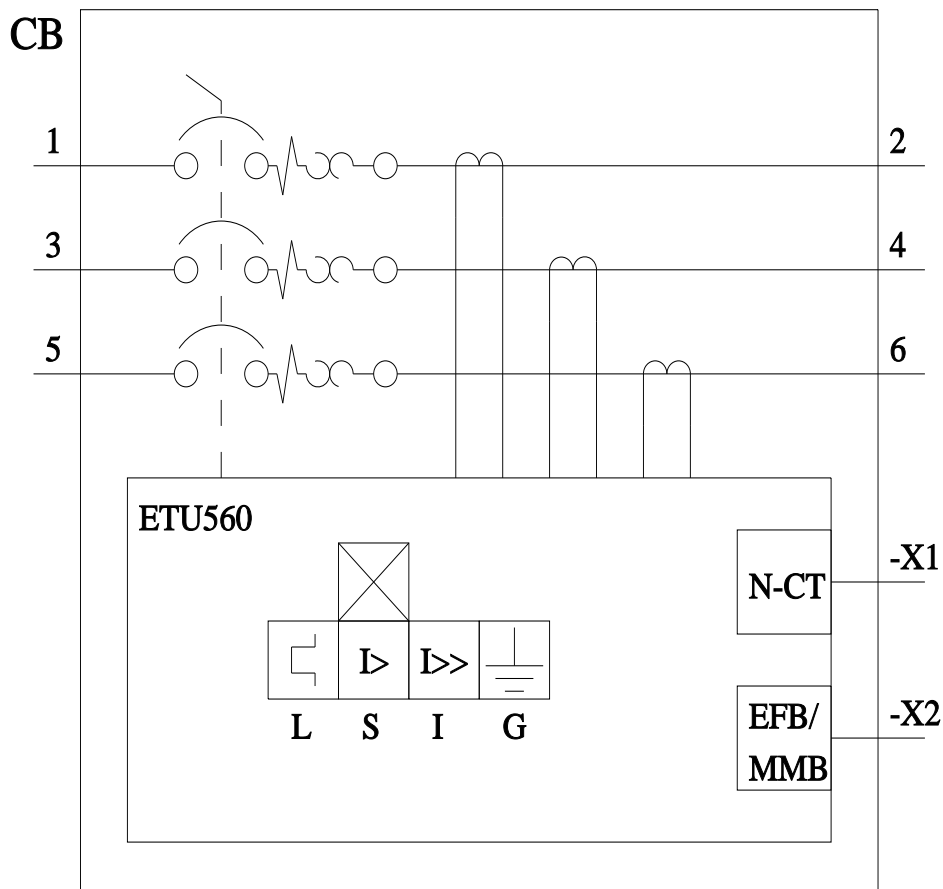 CB
1 2
3 4
5 6
ETU560
-X1
N-CT
I> I>>
L S I G
EFB/
-X2
MMB